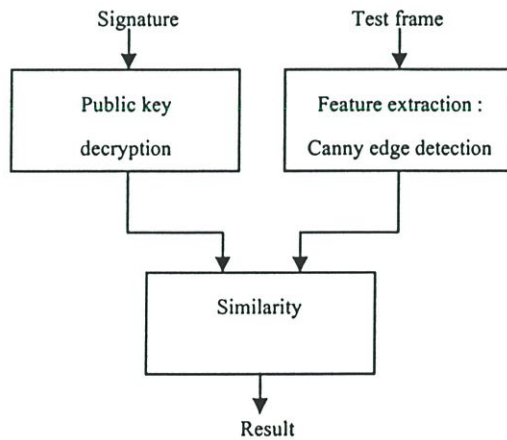 Signature
Test frame
Public key
decryption
Feature extraction :
Canny edge detection
Similarity
Result